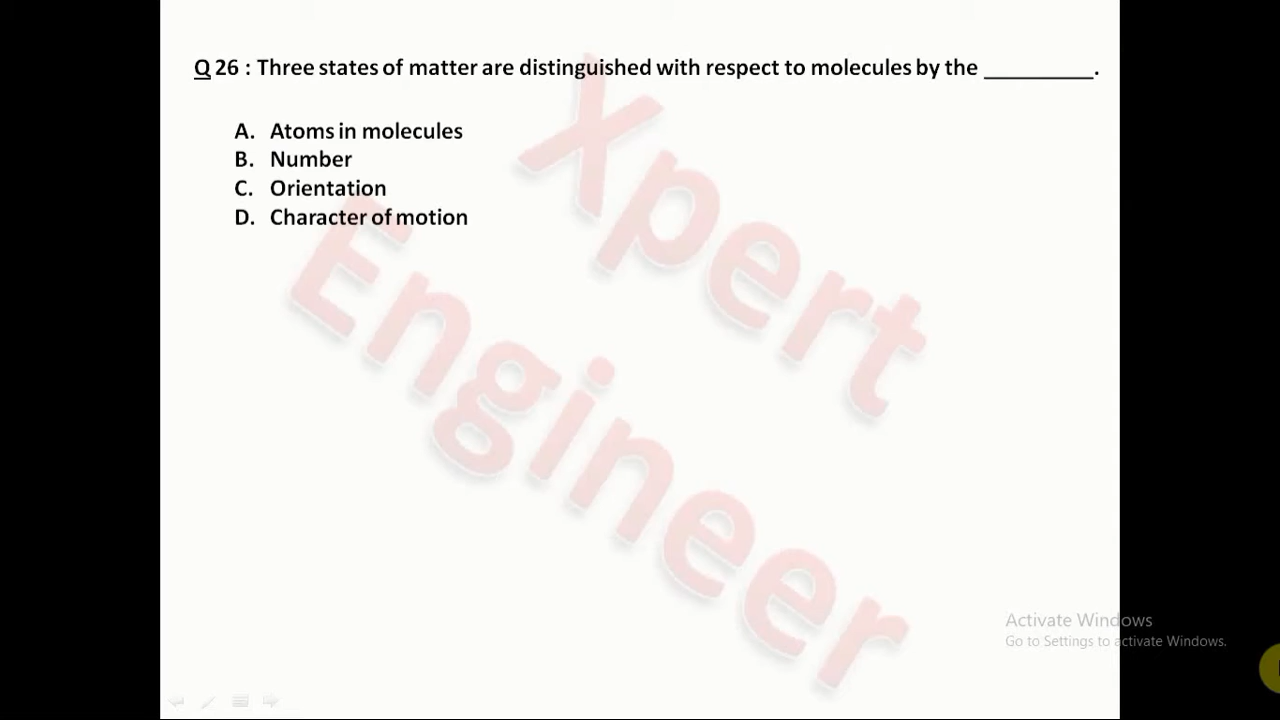 Q 26 : Three states of matter are distinguished with respect to molecules by the _________.
A. Atoms in molecules
B. Number
C. Orientation
D. Character of motion
Xpert
Engineer
Activate Windows
Go to Settings to activate Windows.